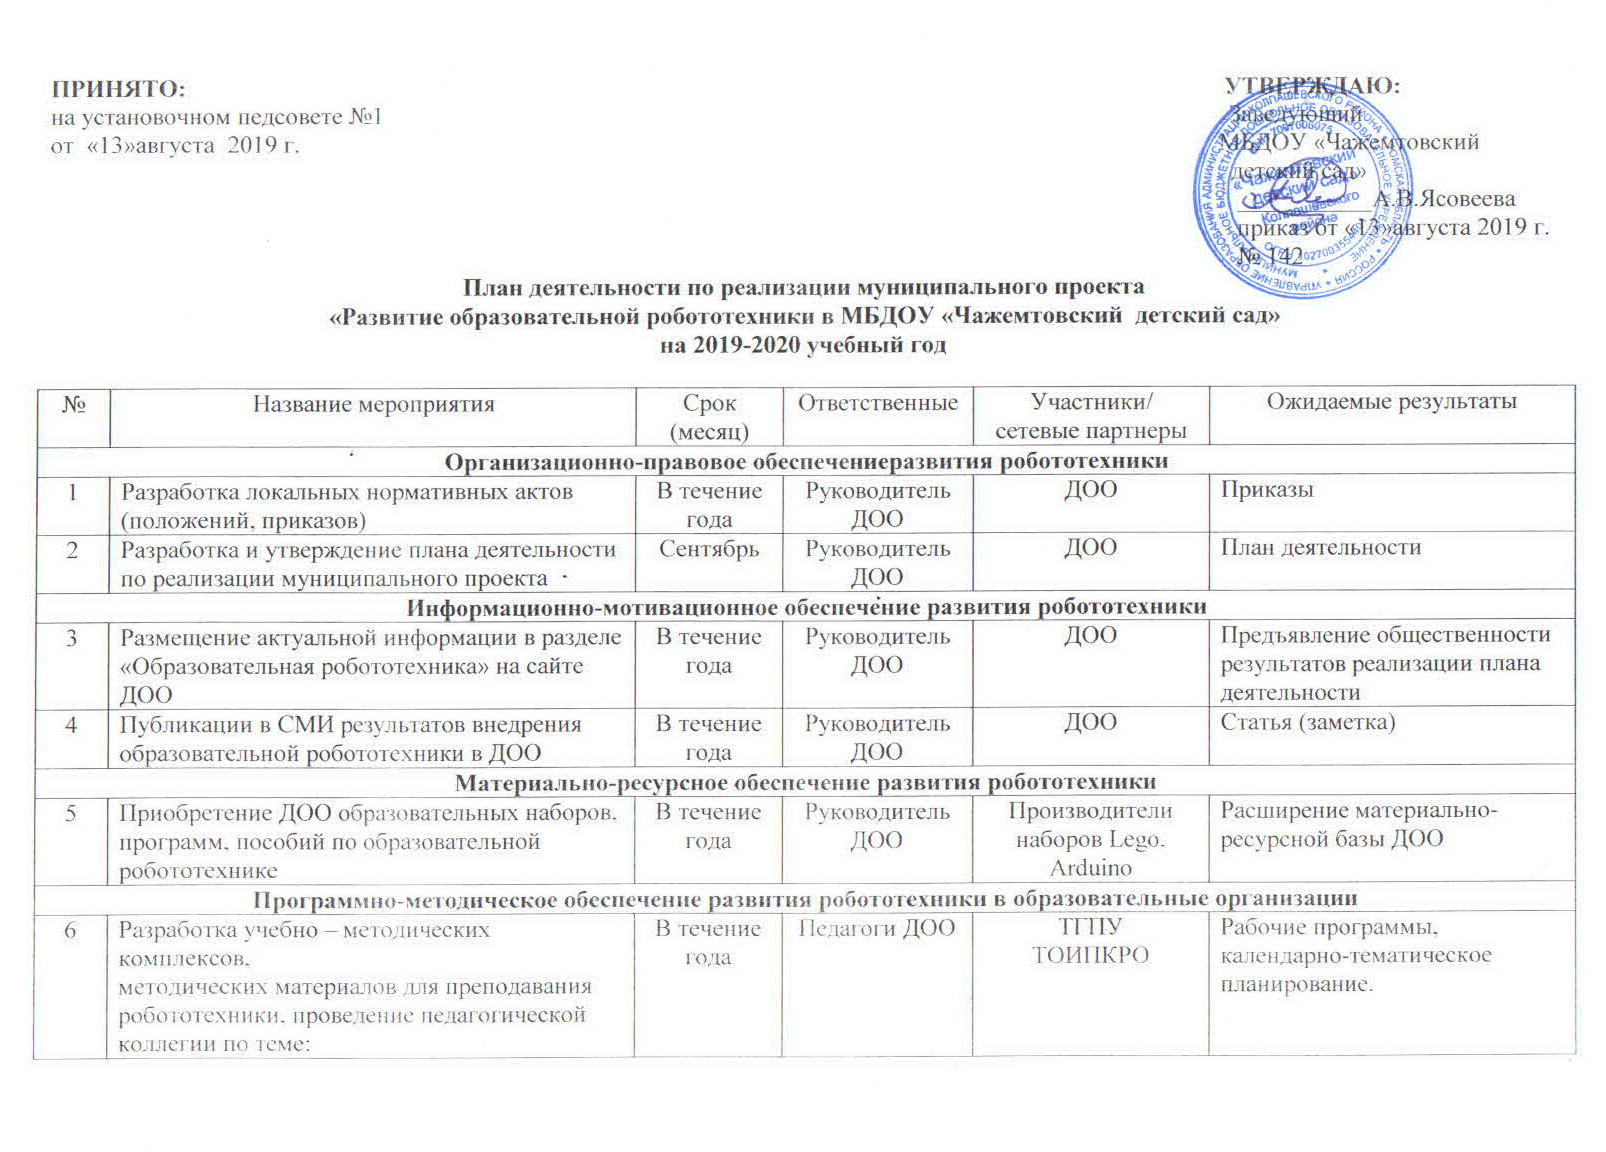 ПРИНЯТО:
на установочном педсовете №1
от «13»августа 2019 г.
УТВЕРЖДАЮ:
Заведующий
МБДОУ «Чажемтовский
детский сад»
А.В.Ясовеева
приказ от «13»августа 2019 г.
№ 142
«Чажемтовский
детский сад»
Колпашевского
района
План деятельности по реализации муниципального проекта
«Развитие образовательной робототехники в МБДОУ «Чажемтовский детский сад»
на 2019-2020 учебный год
№ Название мероприятия Срок Ответственные Участники/ Ожидаемые результаты
(месяц) сетевые партнеры
Организационно-правовое обеспечениеразвития робототехники
1 Разработка локальных нормативных актов В течение Руководитель ДОО Приказы
(положений, приказов) года ДОО
2 Разработка и утверждение плана деятельности Сентябрь Руководитель ДОО План деятельности
по реализации муниципального проекта ДОО
Информационно-мотивационное обеспечение развития робототехники
3 Размещение актуальной информации в разделе В течение Руководитель ДОО Предъявление общественности
«Образовательная робототехника» на сайте года ДОО результатов реализации плана
ДОО деятельности
4 Публикации в СМИ результатов внедрения В течение Руководитель ДОО Статья (заметка)
образовательной робототехники в ДОО года ДОО
Материально-ресурсное обеспечение развития робототехники
5 Приобретение ДОО образовательных наборов, В течение Руководитель Производители Расширение материально-
программ, пособий по образовательной года ДОО наборов Lego, ресурсной базы ДОО
робототехнике Arduino
Программно-методическое обеспечение развития робототехники в образовательные организации
6 Разработка учебно – методических В течение Педагоги ДОО ТГПУ Рабочие программы,
комплексов, года ТОИПКРО календарно-тематическое
методических материалов для преподавания планирование.
робототехники, проведение педагогической
коллегии по теме: